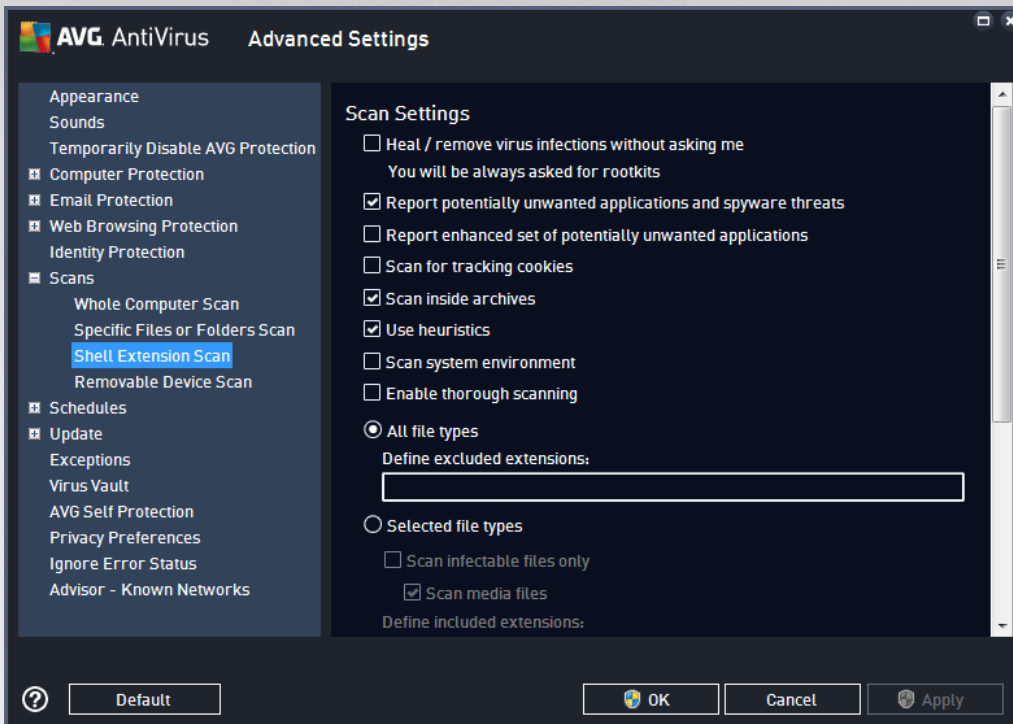 AVG AntiVirus Advanced Settings
Appearance
Sounds
Temporarily Disable AVG Protection
Computer Protection
Email Protection
Web Browsing Protection
Identity Protection
Scans
Whole Computer Scan
Specific Files or Folders Scan
Shell Extension Scan
Removable Device Scan
Schedules
Update
Exceptions
Virus Vault
AVG Self Protection
Privacy Preferences
Ignore Error Status
Advisor - Known Networks
Scan Settings
Heal / remove virus infections without asking me
You will be always asked for rootkits
Report potentially unwanted applications and spyware threats
Report enhanced set of potentially unwanted applications
Scan for tracking cookies
Scan inside archives
Use heuristics
Scan system environment
Enable thorough scanning
All file types
Define excluded extensions:
Selected file types
Scan infectable files only
Scan media files
Define included extensions:
? Default OK Cancel Apply